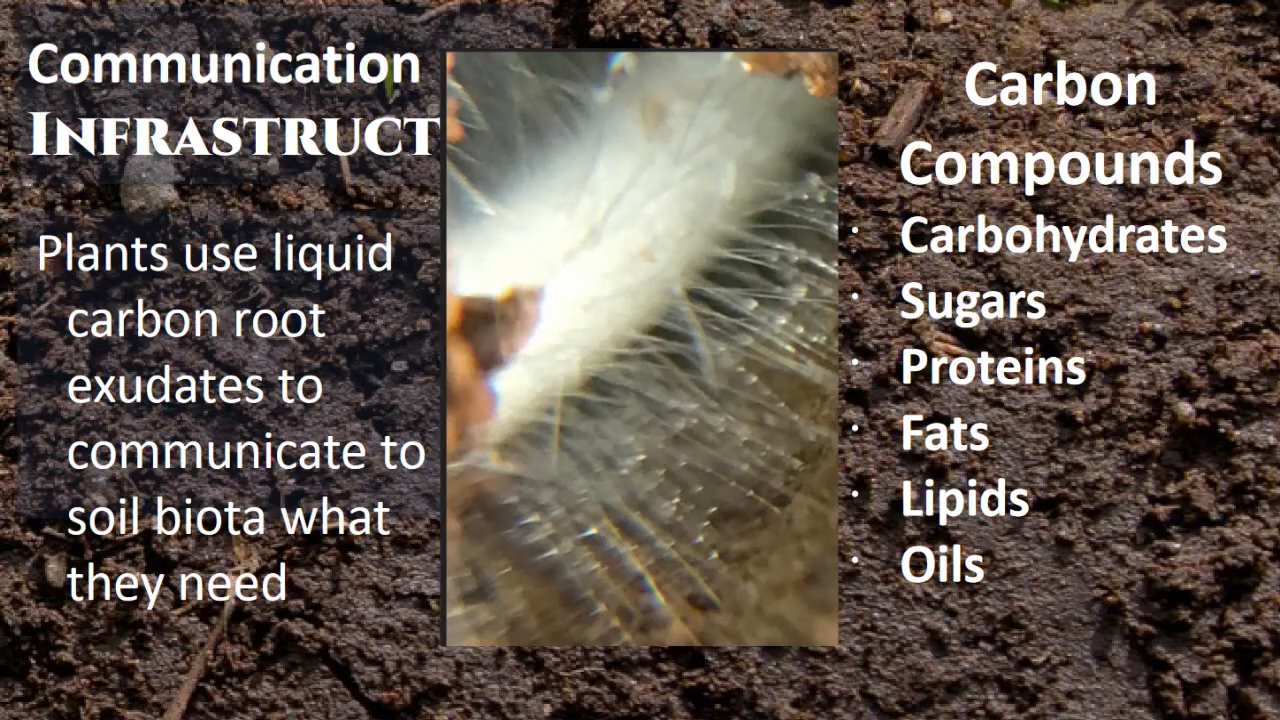 Communication
INFRASTRUCT
Plants use liquid
carbon root
exudates to
communicate to
soil biota what
they need
Carbon
Compounds
· Carbohydrates
· Sugars
· Proteins
· Fats
· Lipids
· Oils